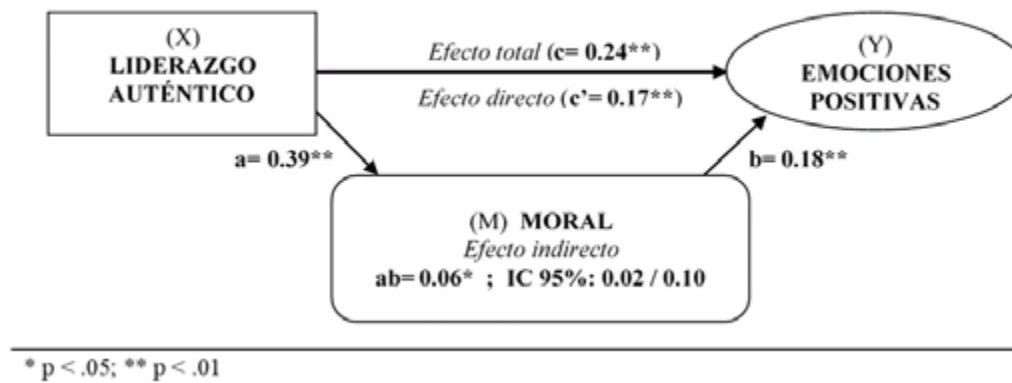 (X)
LIDERAZGO
AUTÉNTICO
Efecto total (c= 0.24**)
Efecto directo (c’= 0.17**)
(Y)
EMOCIONES
POSITIVAS
a= 0.39**
b= 0.18**
(M) MORAL
Efecto indirecto
ab= 0.06* ; IC 95%: 0.02 / 0.10
* p < .05; ** p < .01